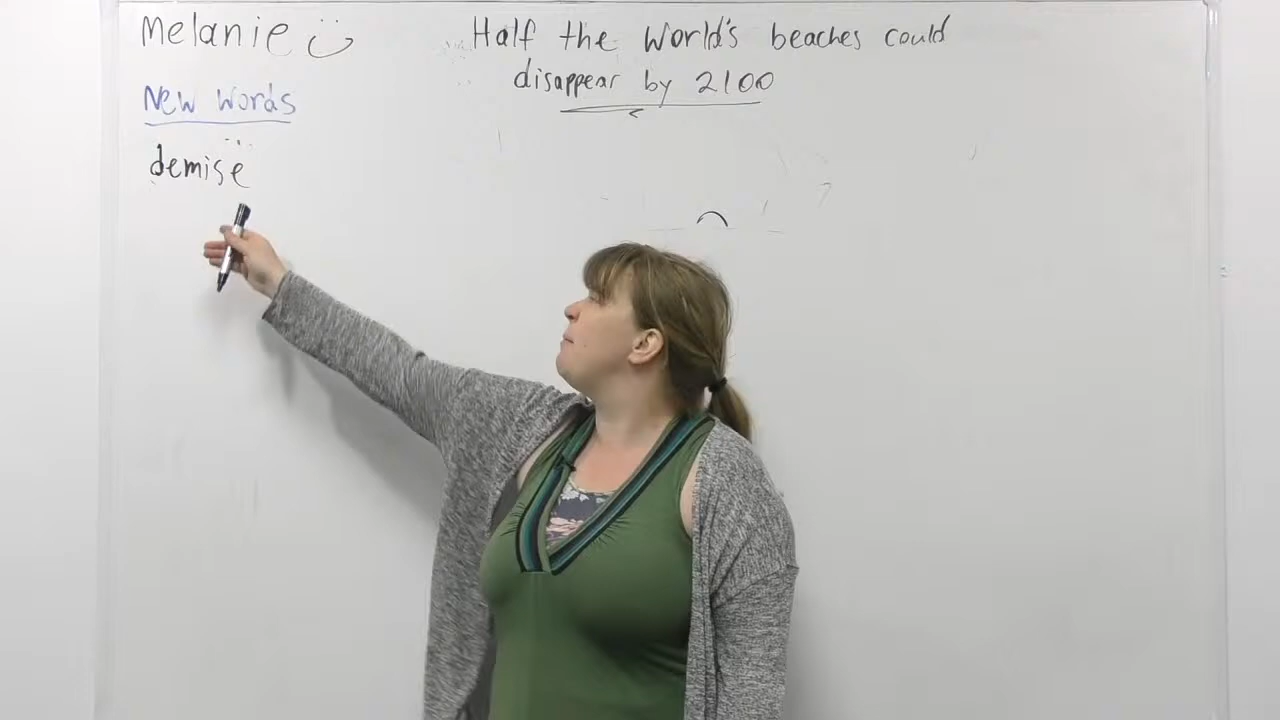 Melanie
Half the World's beaches could
disappear by 2100
New words
demise